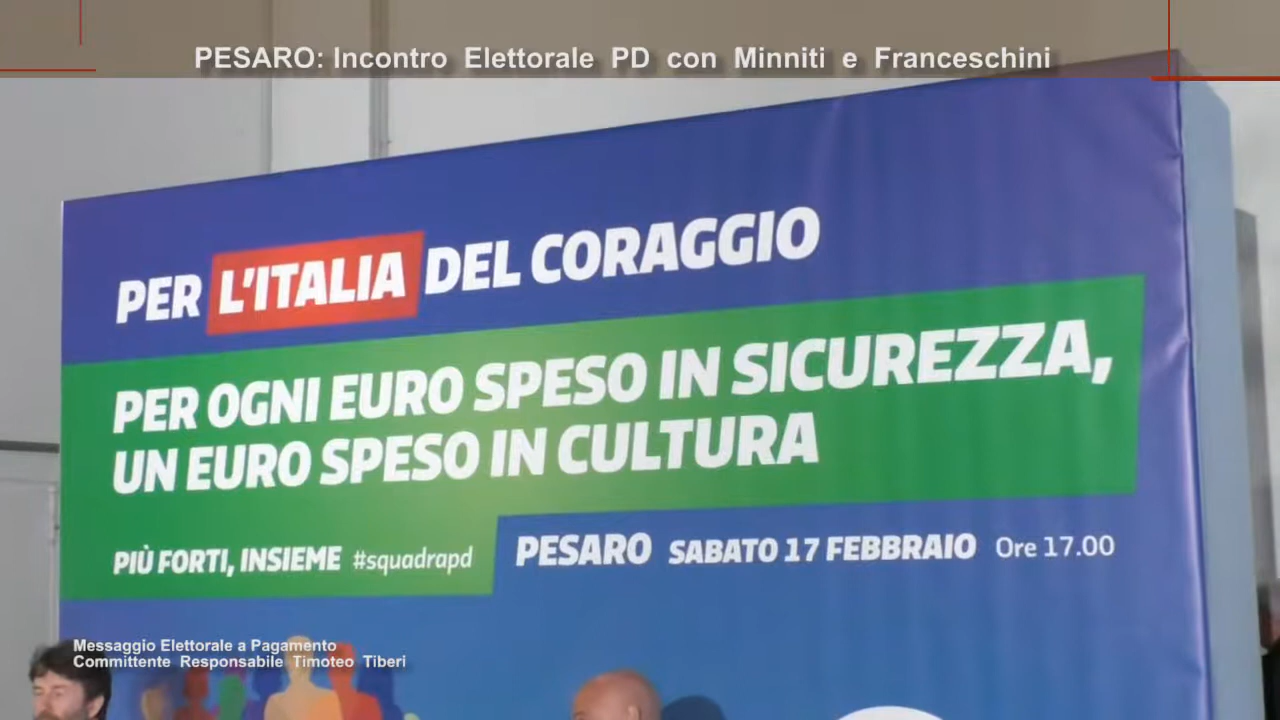 PESARO: Incontro Elettorale PD con Minniti e Franceschini
PER L'ITALIA DEL CORAGGIO
PER OGNI EURO SPESO IN SICUREZZA,
UN EURO SPESO IN CULTURA
PIÙ FORTI, INSIEME #squadrapd
PESARO SABATO 17 FEBBRAIO Ore 17.00
Messaggio Elettorale a Pagamento
Committente Responsabile Timoteo Tiberi